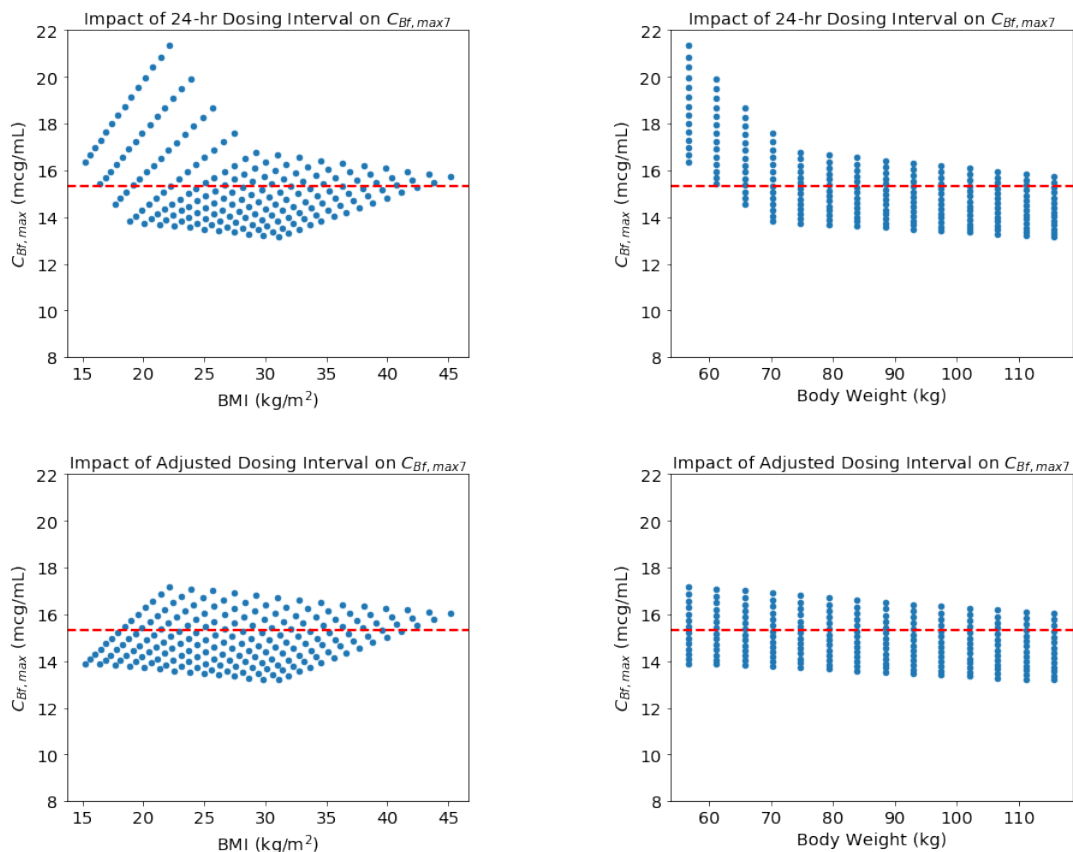 Impact of 24-hr Dosing Interval on C_{Bf,max7}
22
20
18
16
14
12
10
8
C_{Bf,max} (mcg/mL)
15 20 25 30 35 40 45
BMI (kg/m²)
Impact of 24-hr Dosing Interval on C_{Bf,max7}
22
20
18
16
14
12
10
8
C_{Bf,max} (mcg/mL)
60 70 80 90 100 110
Body Weight (kg)
Impact of Adjusted Dosing Interval on C_{Bf,max7}
22
20
18
16
14
12
10
8
C_{Bf,max} (mcg/mL)
15 20 25 30 35 40 45
BMI (kg/m²)
Impact of Adjusted Dosing Interval on C_{Bf,max7}
22
20
18
16
14
12
10
8
C_{Bf,max} (mcg/mL)
60 70 80 90 100 110
Body Weight (kg)